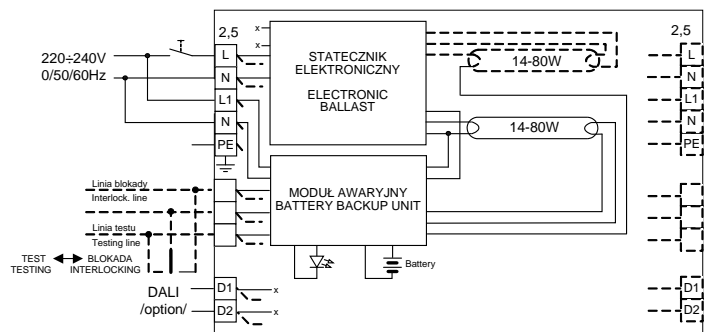 220÷240V
0/50/60Hz
2,5
L
N
L1
N
PE
x
x
STATECZNIK
ELEKTRONICZNY
ELECTRONIC
BALLAST
14-80W
14-80W
2,5
L
N
L1
N
PE
Linia blokady
Interlock. line
Linia testu
Testing line
TEST
TESTING
BLOKADA
INTERLOCKING
MODUŁ AWARYJNY
BATTERY BACKUP UNIT
Battery
DALI
/option/
D1
D2
x
x
D1
D2